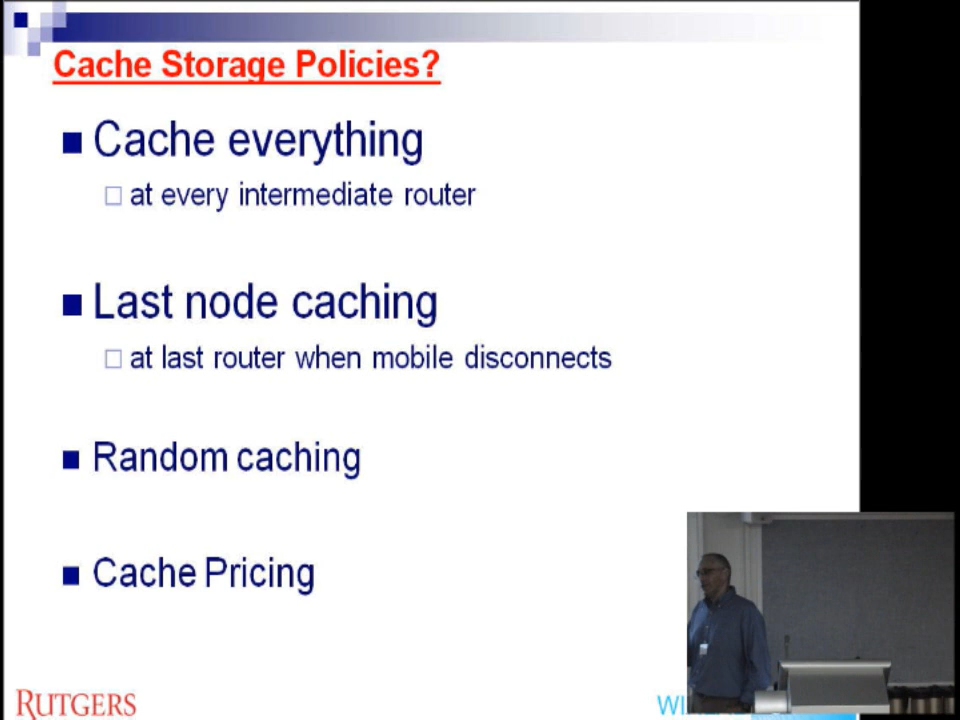 Cache Storage Policies?
Cache everything
at every intermediate router
Last node caching
at last router when mobile disconnects
Random caching
Cache Pricing
RUTGERS